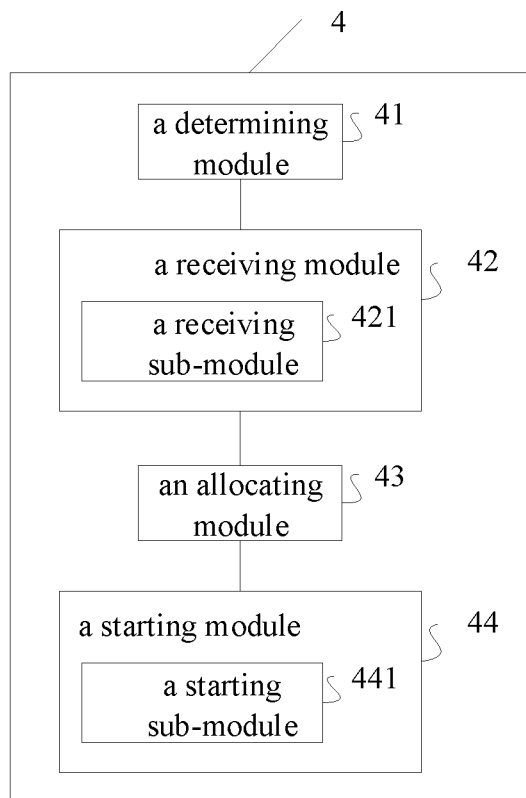 4
a determining
module
41
a receiving module
42
a receiving
sub-module
421
an allocating
module
43
a starting module
44
a starting
sub-module
441